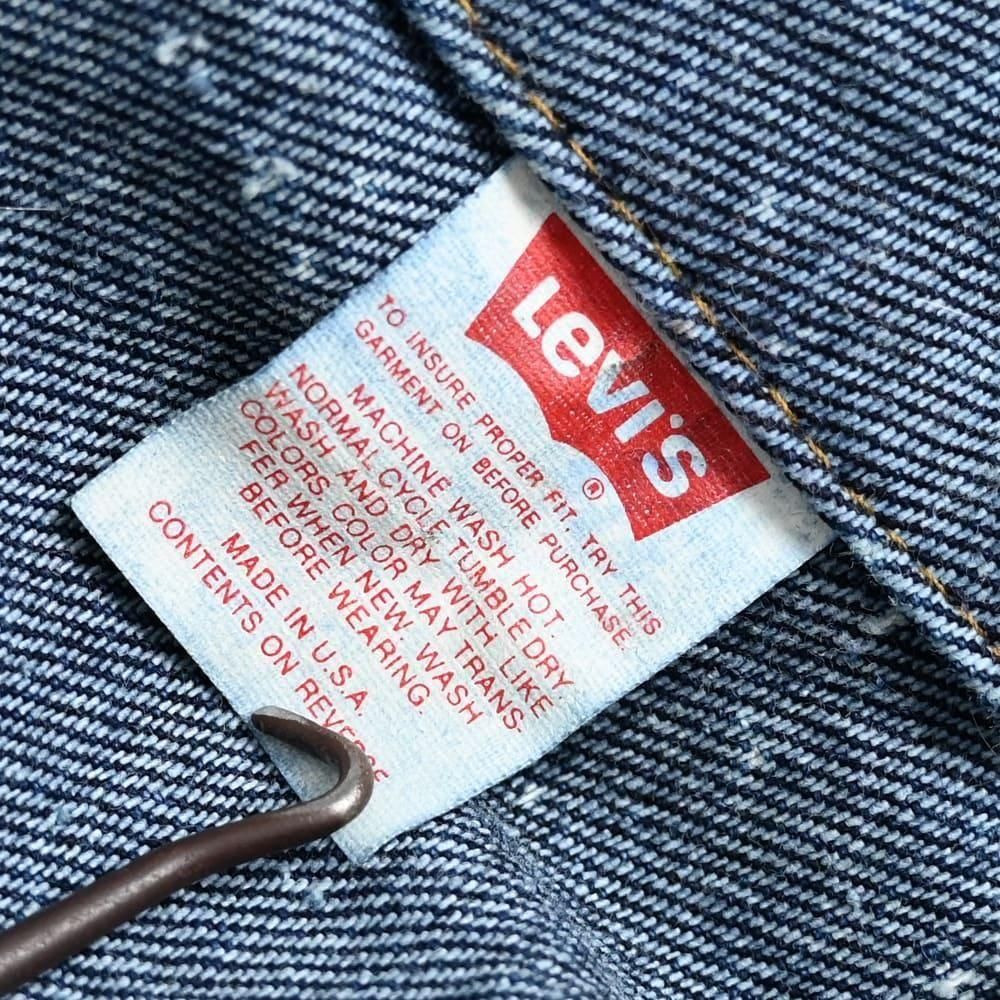 Levi's
®
TO INSURE PROPER FIT, TRY THIS
GARMENT ON BEFORE PURCHASE.
MACHINE WASH HOT.
NORMAL CYCLE TUMBLE DRY.
WASH AND DRY WITH LIKE
COLORS. COLOR MAY TRANS-
FER WHEN NEW. WASH
BEFORE WEARING.
MADE IN U.S.A.
CONTENTS ON REVERSE